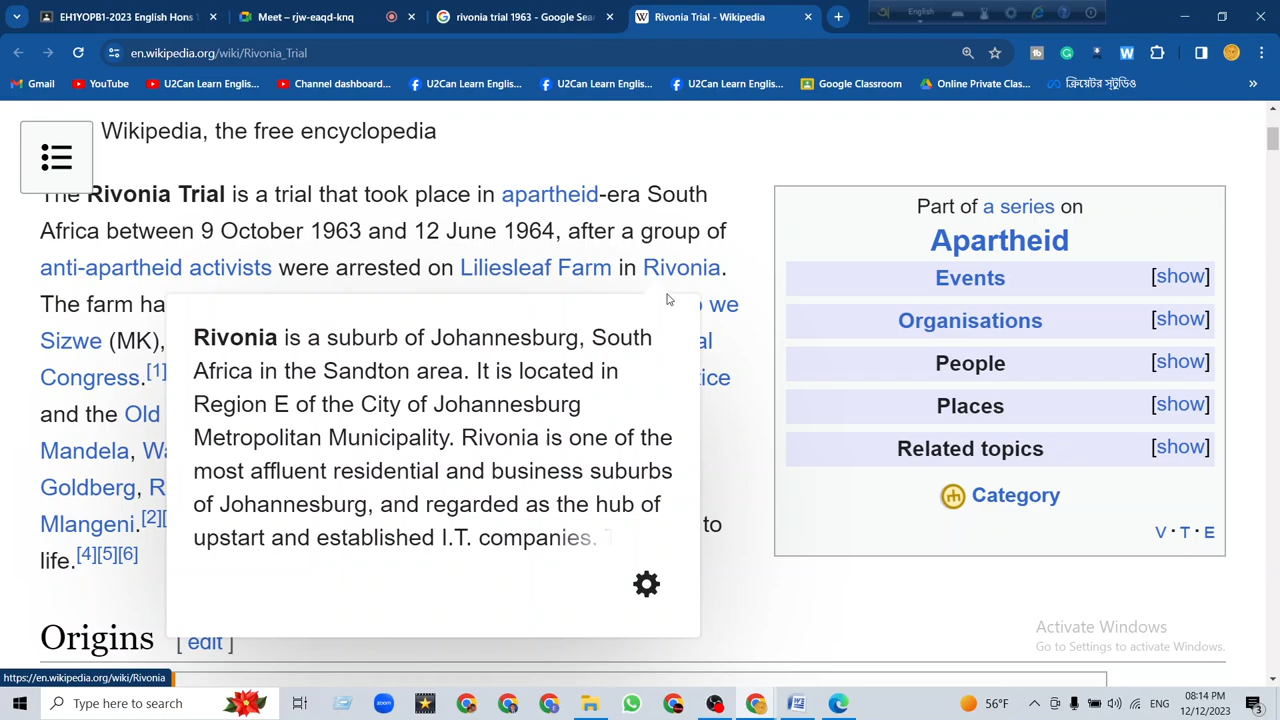 EH1YOPB1-2023 English Hons
Meet – rjw-eaqd-knq
rivonia trial 1963 - Google Sea
Rivonia Trial - Wikipedia
English
en.wikipedia.org/wiki/Rivonia_Trial
Gmail
YouTube
U2Can Learn Englis...
Channel dashboard...
U2Can Learn Englis...
U2Can Learn Englis...
U2Can Learn Englis...
Google Classroom
Online Private Clas...
ক্রিয়েটর স্টুডিও
Wikipedia, the free encyclopedia
The Rivonia Trial is a trial that took place in apartheid-era South
Africa between 9 October 1963 and 12 June 1964, after a group of
anti-apartheid activists were arrested on Liliesleaf Farm in Rivonia.
The farm ha
o we
Sizwe (MK),
al
Congress.[1]
tice
and the Old
Mandela, Wa
Goldberg, R
Mlangeni.[2][
to
life.[4][5][6]
Rivonia is a suburb of Johannesburg, South
Africa in the Sandton area. It is located in
Region E of the City of Johannesburg
Metropolitan Municipality. Rivonia is one of the
most affluent residential and business suburbs
of Johannesburg, and regarded as the hub of
upstart and established I.T. companies. T
Part of a series on
Apartheid
Events [show]
Organisations [show]
People [show]
Places [show]
Related topics [show]
Category
V · T · E
Origins [ edit ]
Activate Windows
Go to Settings to activate Windows.
https://en.wikipedia.org/wiki/Rivonia
Type here to search
zoom
56°F
ENG
08:14 PM
12/12/2023
3